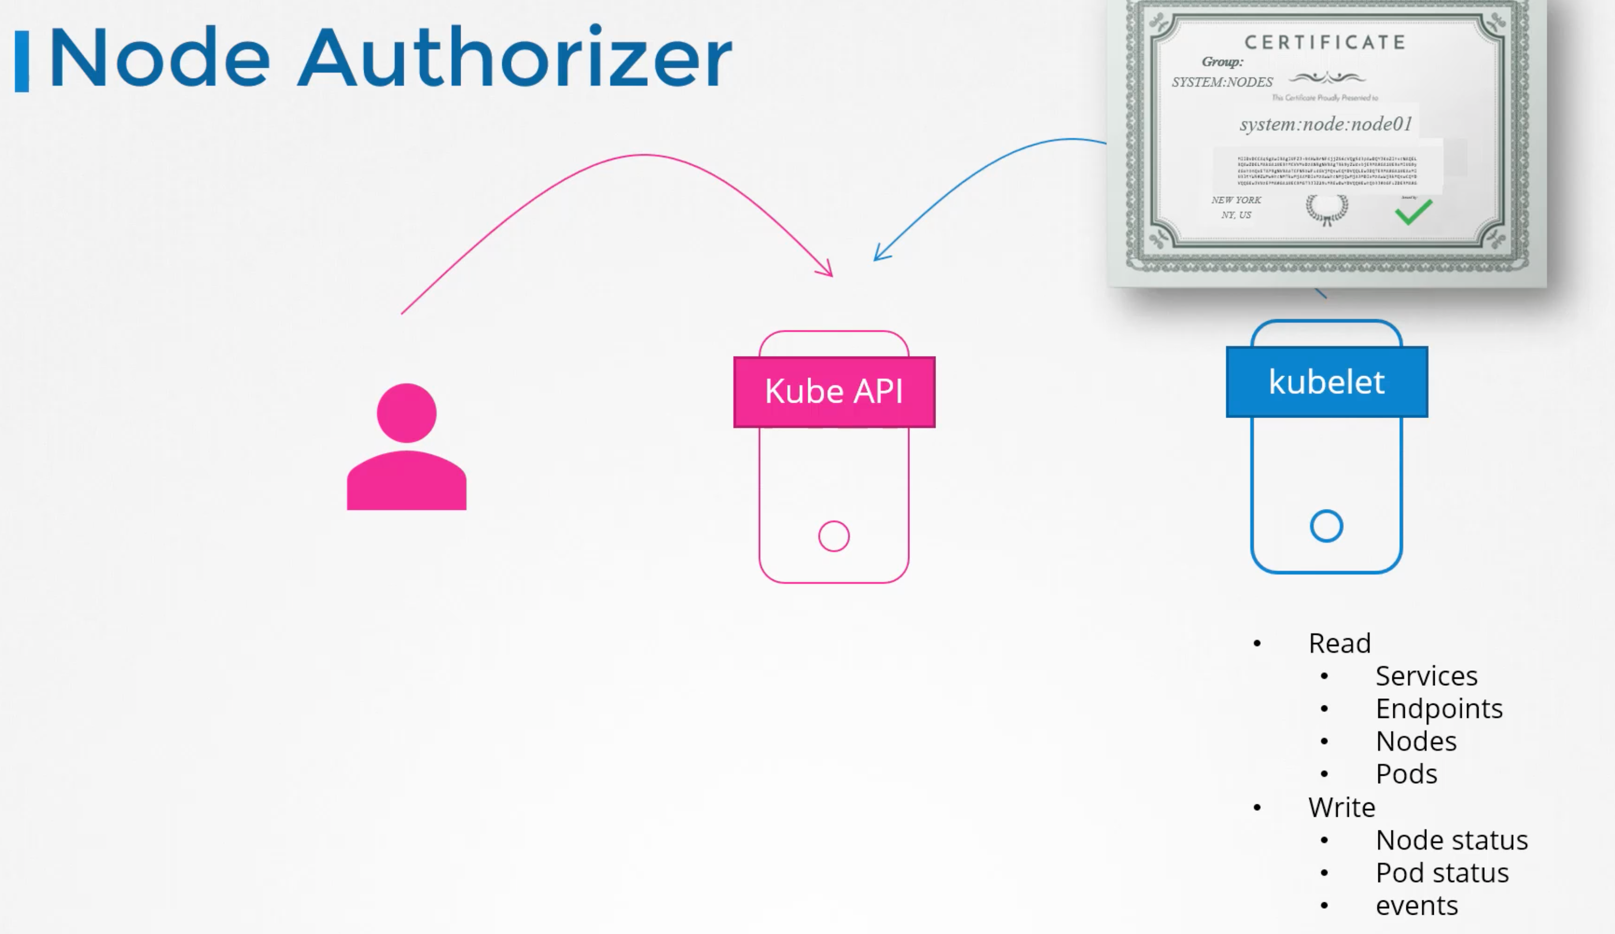 Node Authorizer
CERTIFICATE
Group:
SYSTEM:NODES
This Certificate Proudly Presented to
system:node:node01
NEW YORK
NY, US
Kube API
kubelet
• Read
• Services
• Endpoints
• Nodes
• Pods
• Write
• Node status
• Pod status
• events